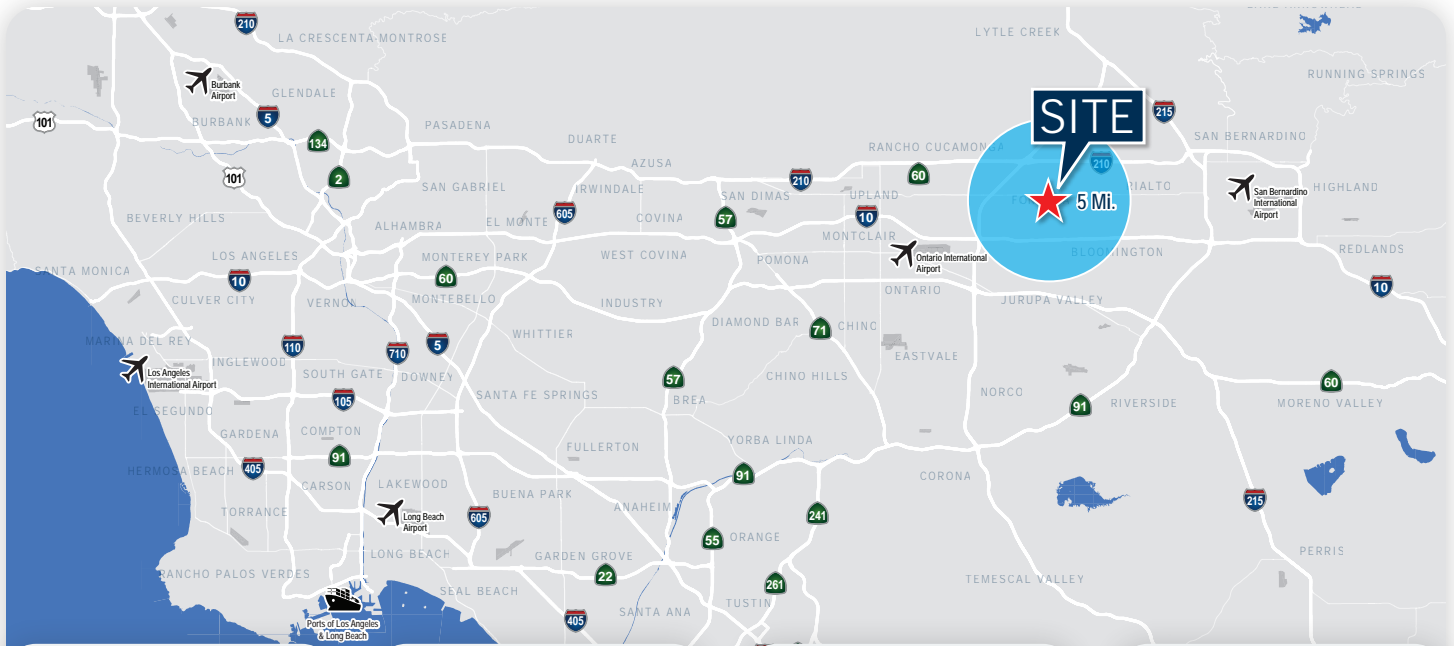 210
LA CRESCENTA-MONTROSE
LYTLE CREEK
RUNNING SPRINGS
Burbank
Airport
GLENDALE
BURBANK
5
101
134
PASADENA
DUARTE
AZUSA
RANCHO CUCAMONGA
SITE
215
SAN BERNARDINO
210
101
2
SAN GABRIEL
IRWINDALE
SAN DIMAS
210
UPLAND
60
5 Mi.
RIALTO
San Bernardino
International
Airport
HIGHLAND
BEVERLY HILLS
ALHAMBRA
EL MONTE
605
COVINA
57
10
MONTCLAIR
SANTA MONICA
LOS ANGELES
MONTEREY PARK
WEST COVINA
POMONA
Ontario International
Airport
BLOOMINGTON
REDLANDS
10
CULVER CITY
VERNON
60
MONTEBELLO
INDUSTRY
ONTARIO
JURUPA VALLEY
10
MARINA DEL REY
110
710
5
WHITTIER
DIAMOND BAR
71
CHINO
EASTVALE
Los Angeles
International Airport
INGLEWOOD
SOUTH GATE
DOWNEY
57
CHINO HILLS
EL SEGUNDO
105
SANTA FE SPRINGS
BREA
NORCO
91
RIVERSIDE
60
MORENO VALLEY
GARDENA
COMPTON
91
FULLERTON
YORBA LINDA
HERMOSA BEACH
405
CARSON
LAKEWOOD
BUENA PARK
91
CORONA
TORRANCE
Long Beach
Airport
605
ANAHEIM
241
215
LONG BEACH
GARDEN GROVE
55
ORANGE
PERRIS
RANCHO PALOS VERDES
SEAL BEACH
22
261
TEMESCAL VALLEY
Ports of Los Angeles
& Long Beach
405
SANTA ANA
TUSTIN